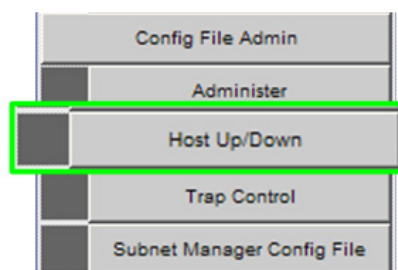 Config File Admin
Administer
Host Up/Down
Trap Control
Subnet Manager Config File